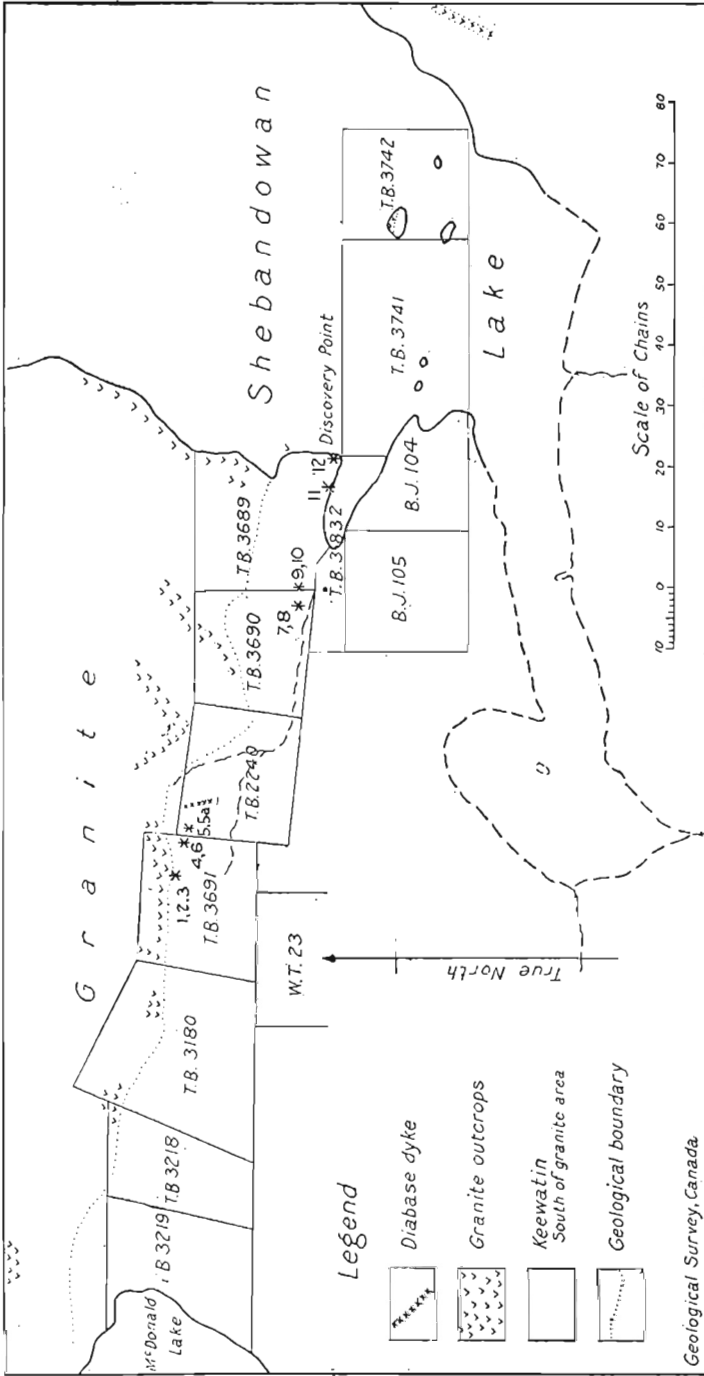 Granite
Shebandowan
Lake
McDonald
Lake
T.B. 3219
T.B. 3218
T.B. 3180
T.B. 3691
1,2,3
4,6
5,5a
T.B. 2240
T.B. 3690
7,8
9,10
T.B. 3689
11
12
Discovery Point
T.B. 3832
B.J. 105
B.J. 104
T.B. 3741
T.B. 3742
W.T. 23
True North
Legend
Diabase dyke
Granite outcrops
Keewatin
South of granite area
Geological boundary
Scale of Chains
10 0 10 20 30 40 50 60 70 80
Geological Survey, Canada